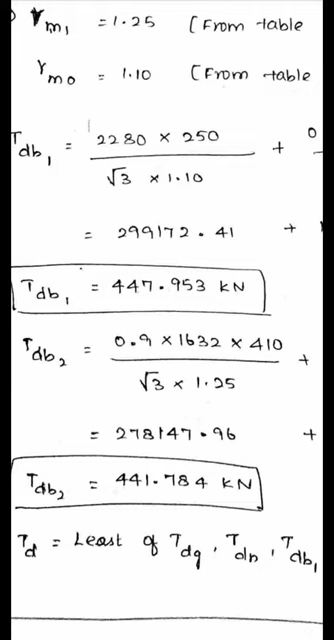 γm1 = 1.25 (From table
γmo = 1.10 (From table
Tdb1 = 2280 × 250 / √3 × 1.10 + 0
= 299172.41 +
Tdb1 = 447.953 kN
Tdb2 = 0.9 × 1632 × 410 / √3 × 1.25 +
= 278147.96 +
Tdb2 = 441.784 kN
Td = Least of Tdg, Tdn, Tdb1